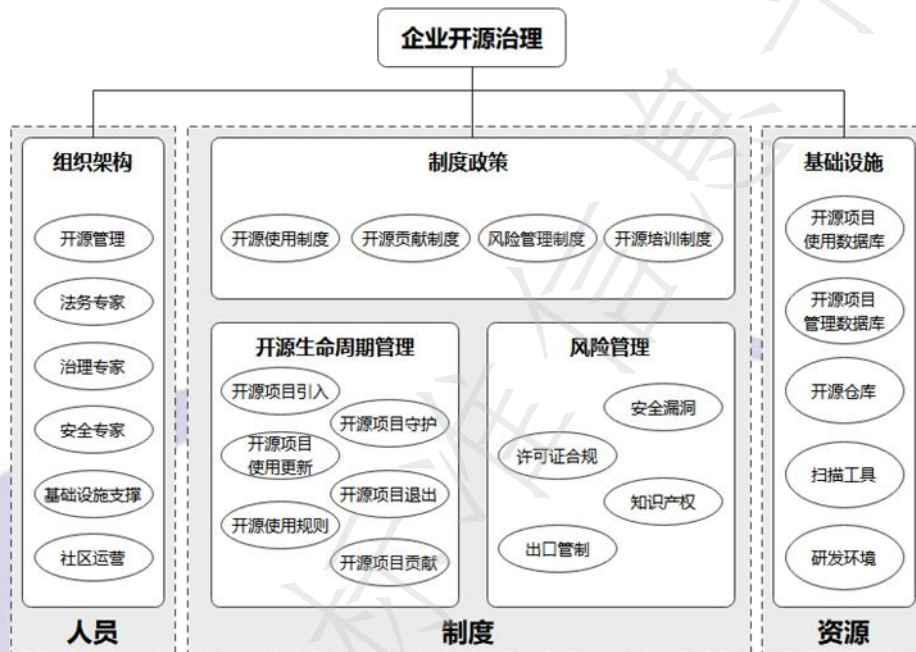 企业开源治理
组织架构
开源管理
法务专家
治理专家
安全专家
基础设施支撑
社区运营
人员
制度政策
开源使用制度
开源贡献制度
风险管理制度
开源培训制度
开源生命周期管理
开源项目引入
开源项目守护
开源项目
使用更新
开源项目退出
开源使用规则
开源项目贡献
风险管理
安全漏洞
许可证合规
知识产权
出口管制
制度
基础设施
开源项目
使用数据库
开源项目
管理数据库
开源仓库
扫描工具
研发环境
资源